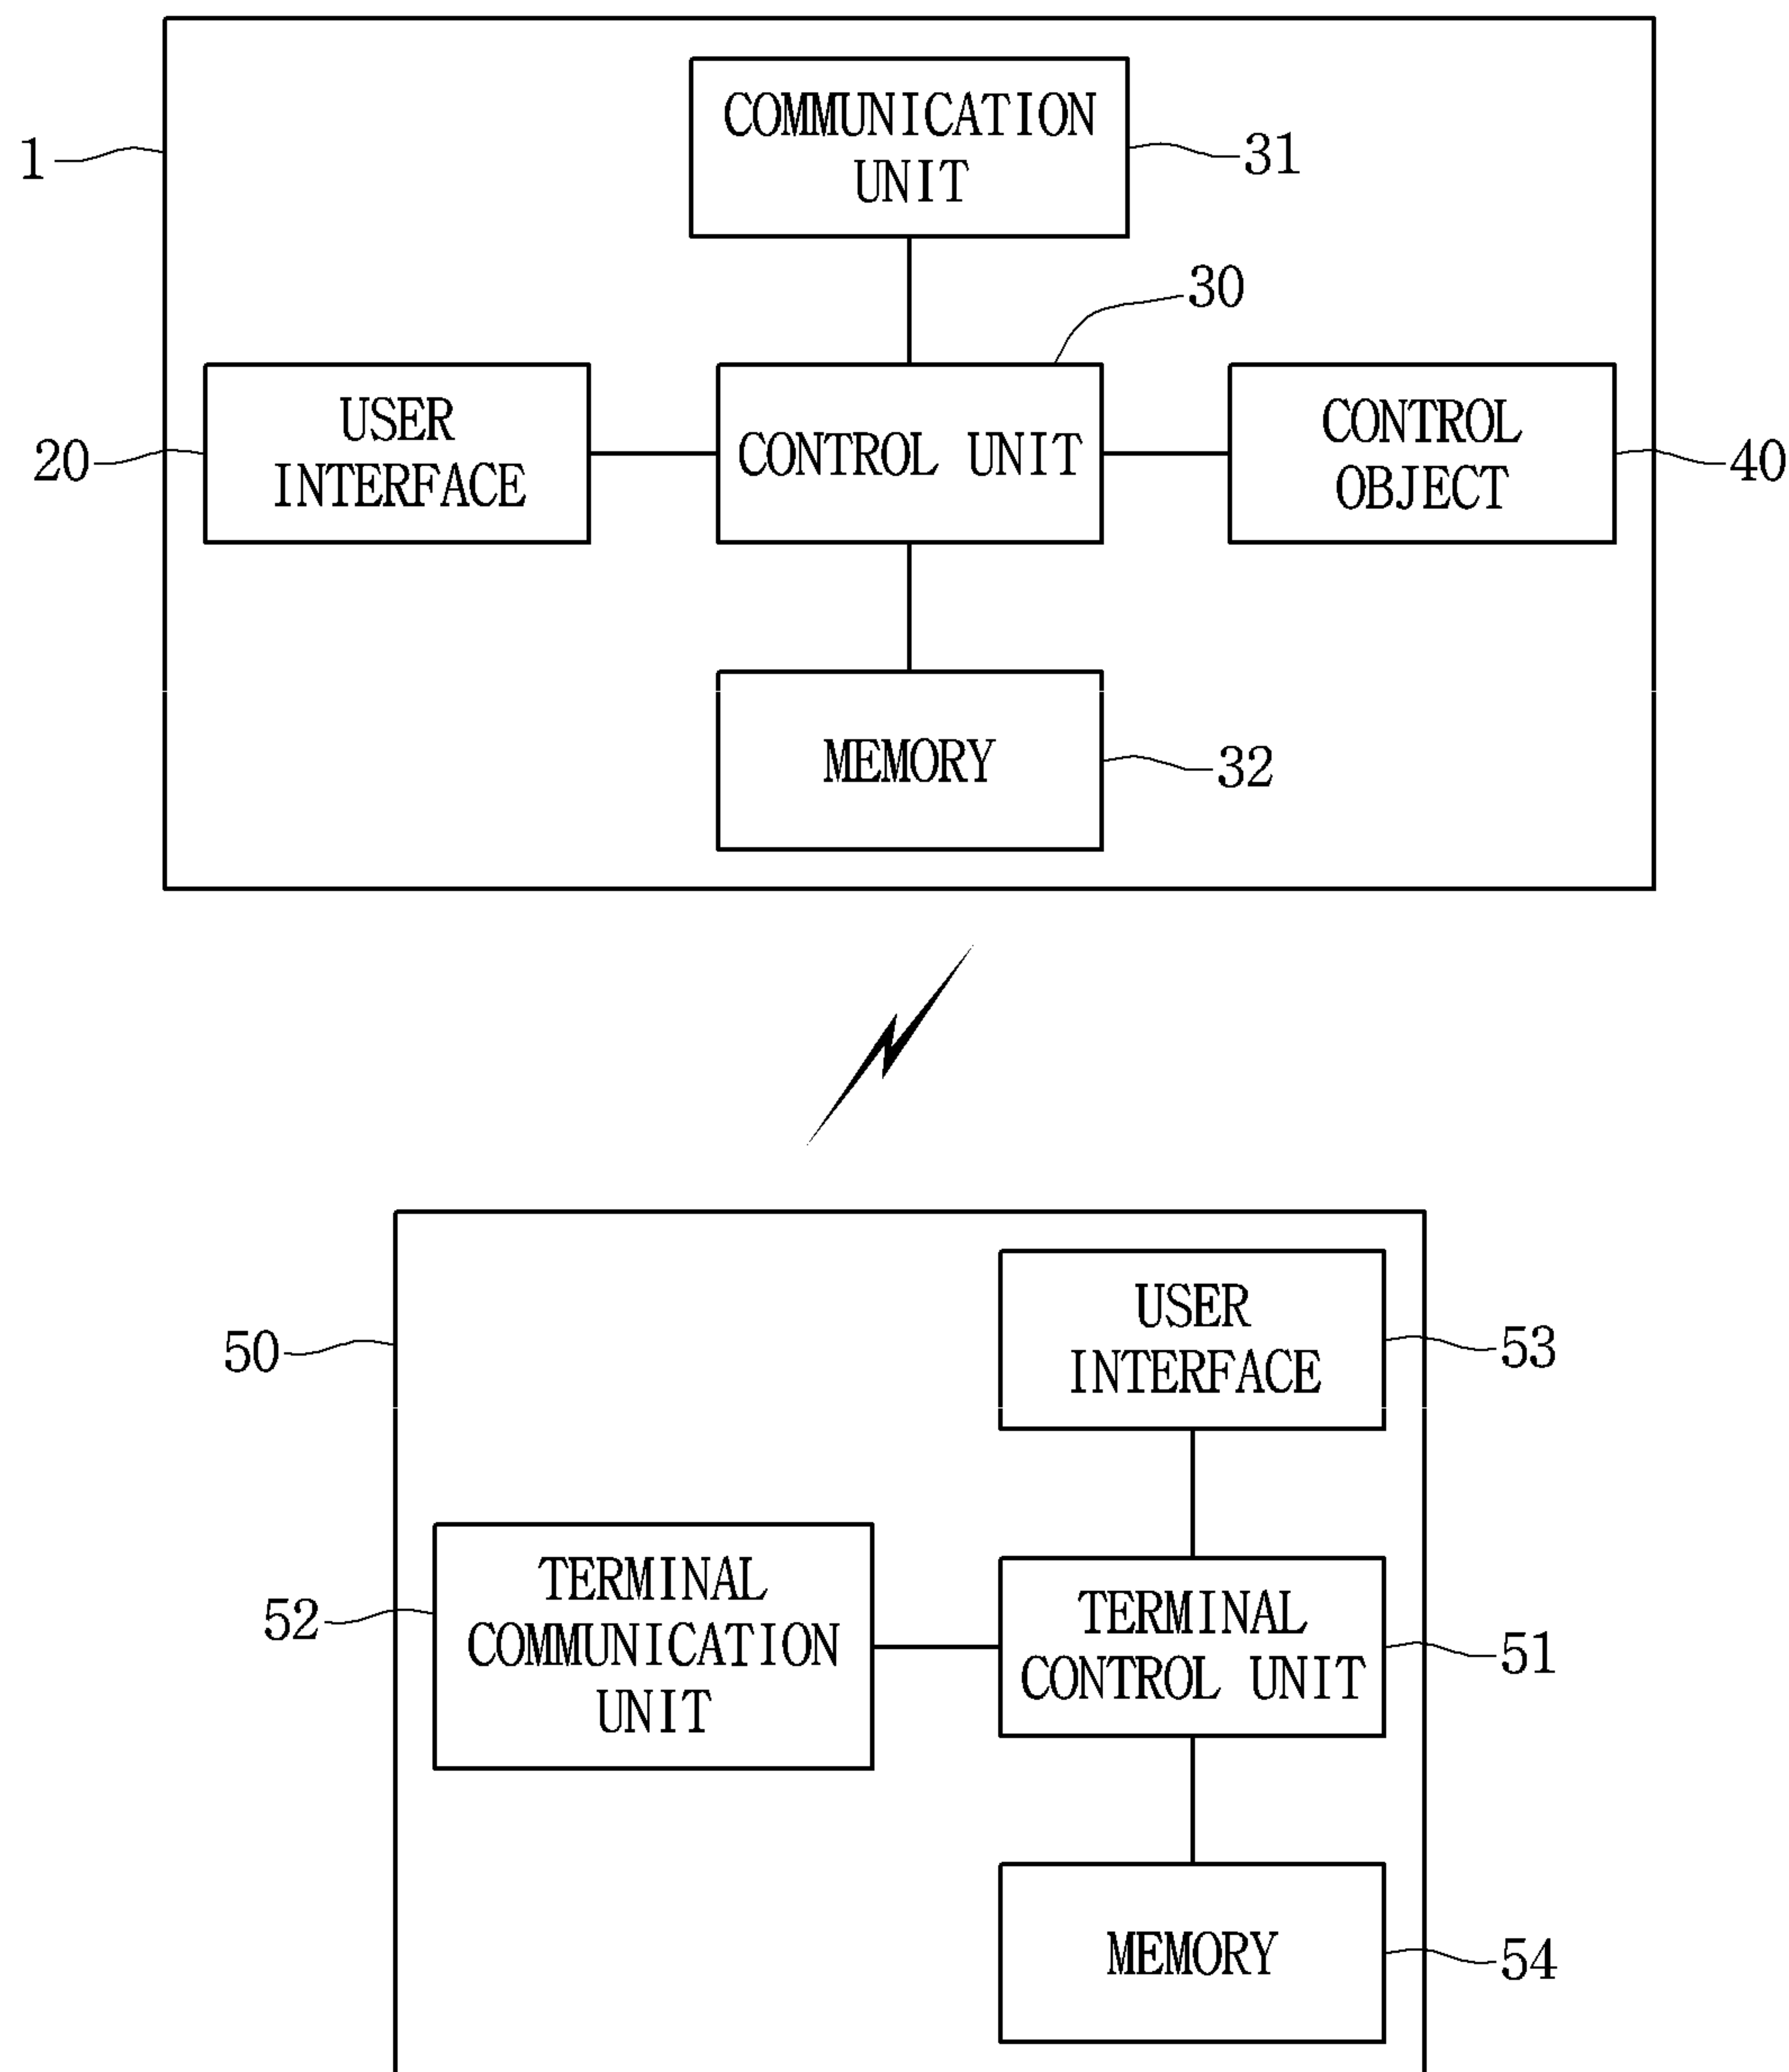 COMMUNICATION
UNIT
1
31
30
USER
INTERFACE
20
CONTROL UNIT
CONTROL
OBJECT
40
MEMORY
32
USER
INTERFACE
50
53
TERMINAL
COMMUNICATION
UNIT
52
TERMINAL
CONTROL UNIT
51
MEMORY
54